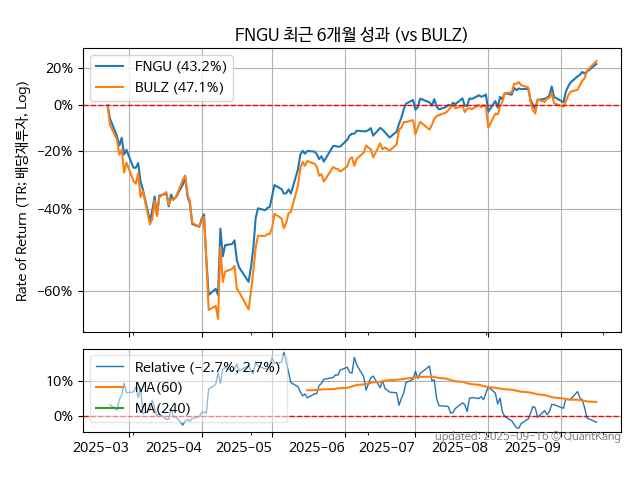 FNGU 최근 6개월 성과 (vs BULZ)
FNGU (43.2%)
BULZ (47.1%)
20%
0%
−20%
−40%
−60%
Rate of Return (TR; 배당재투자, Log)
Relative (−2.7%, 2.7%)
MA(60)
MA(240)
10%
0%
2025−03
2025−04
2025−05
2025−06
2025−07
2025−08
2025−09
updated: 2025-09-16 © QuantKang